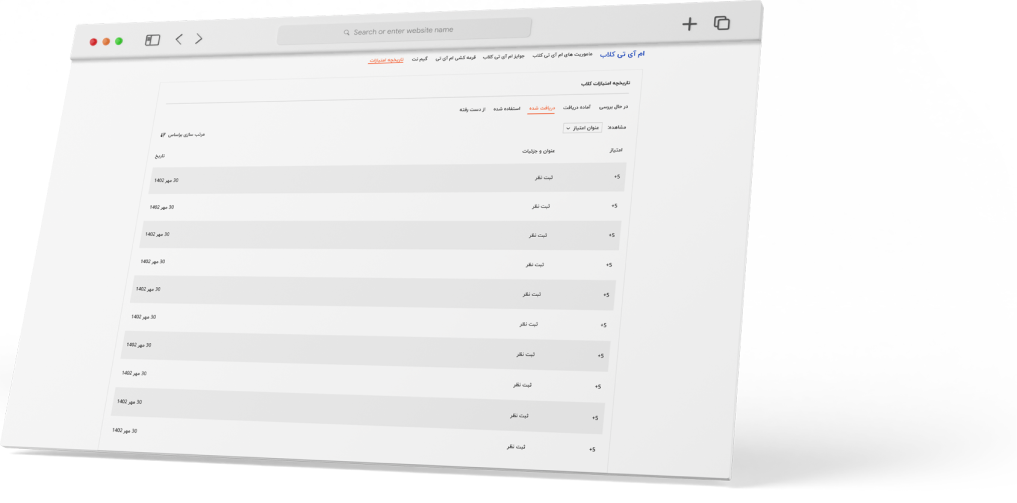 Search or enter website name
ام آی تی کلاب ماموریت های ام آی تی کلاب جوایز ام آی تی کلاب قرعه کشی ام آی تی گیم نت تاریخچه امتیازات
تاریخچه امتیازات کلاب
در حال بررسی آماده دریافت دریافت شده استفاده شده از دست رفته
مشاهده: عنوان امتیاز مرتب سازی براساس
امتیاز عنوان و جزئیات تاریخ
+5 ثبت نظر 30 مهر 1402
+5 ثبت نظر 30 مهر 1402
+5 ثبت نظر 30 مهر 1402
+5 ثبت نظر 30 مهر 1402
+5 ثبت نظر 30 مهر 1402
+5 ثبت نظر 30 مهر 1402
+5 ثبت نظر 30 مهر 1402
+5 ثبت نظر 30 مهر 1402
+5 ثبت نظر 30 مهر 1402
+5 ثبت نظر 30 مهر 1402